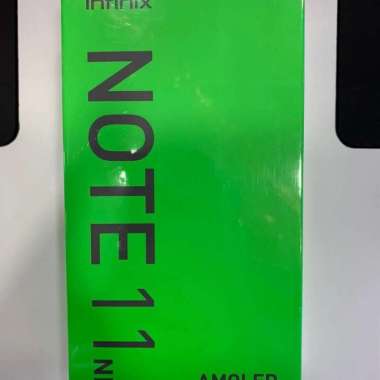 Infinix
NOTE 11
AMOLED